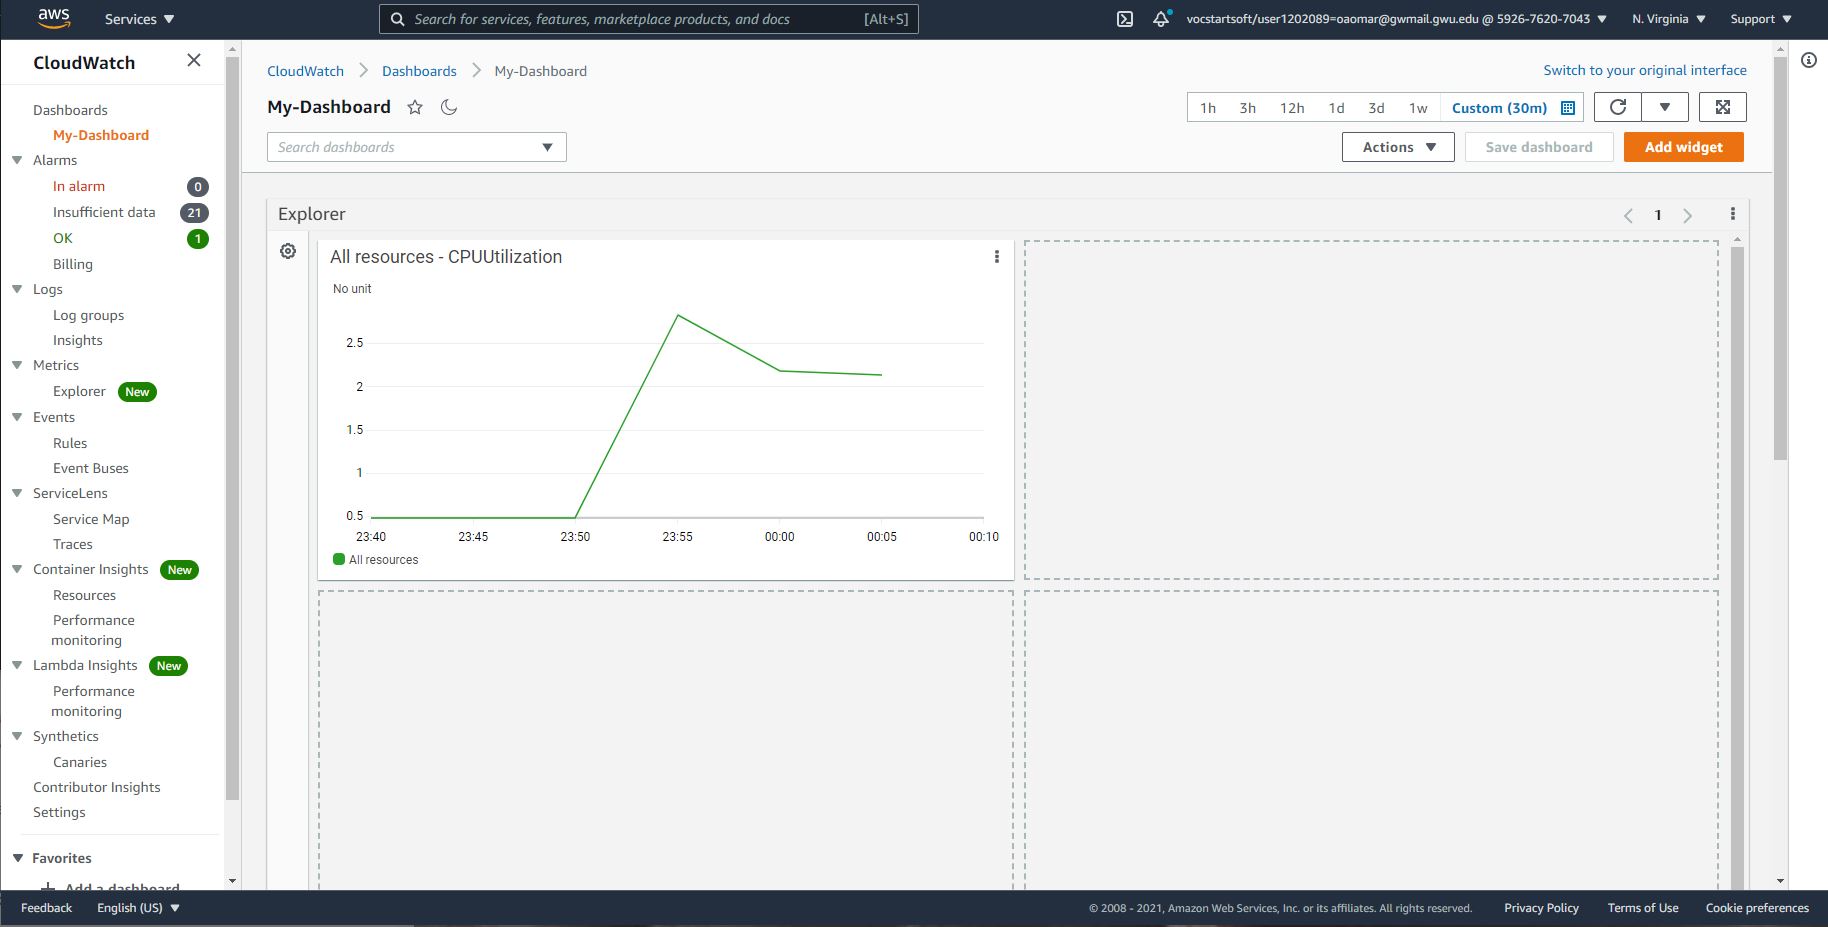 aws
Services
Search for services, features, marketplace products, and docs [Alt+S]
vocstartsoft/user1202089=oaomar@gwmail.gwu.edu @ 5926-7620-7043
N. Virginia
Support
CloudWatch
Dashboards
My-Dashboard
Alarms
In alarm 0
Insufficient data 21
OK 1
Billing
Logs
Log groups
Insights
Metrics
Explorer New
Events
Rules
Event Buses
ServiceLens
Service Map
Traces
Container Insights New
Resources
Performance
monitoring
Lambda Insights New
Performance
monitoring
Synthetics
Canaries
Contributor Insights
Settings
Favorites
Add a dashboard
CloudWatch Dashboards My-Dashboard
Switch to your original interface
My-Dashboard
1h 3h 12h 1d 3d 1w Custom (30m)
Search dashboards
Actions
Save dashboard
Add widget
Explorer
1
All resources - CPUUtilization
No unit
2.5
2
1.5
1
0.5
23:40 23:45 23:50 23:55 00:00 00:05 00:10
All resources
Feedback
English (US)
© 2008 - 2021, Amazon Web Services, Inc. or its affiliates. All rights reserved.
Privacy Policy
Terms of Use
Cookie preferences